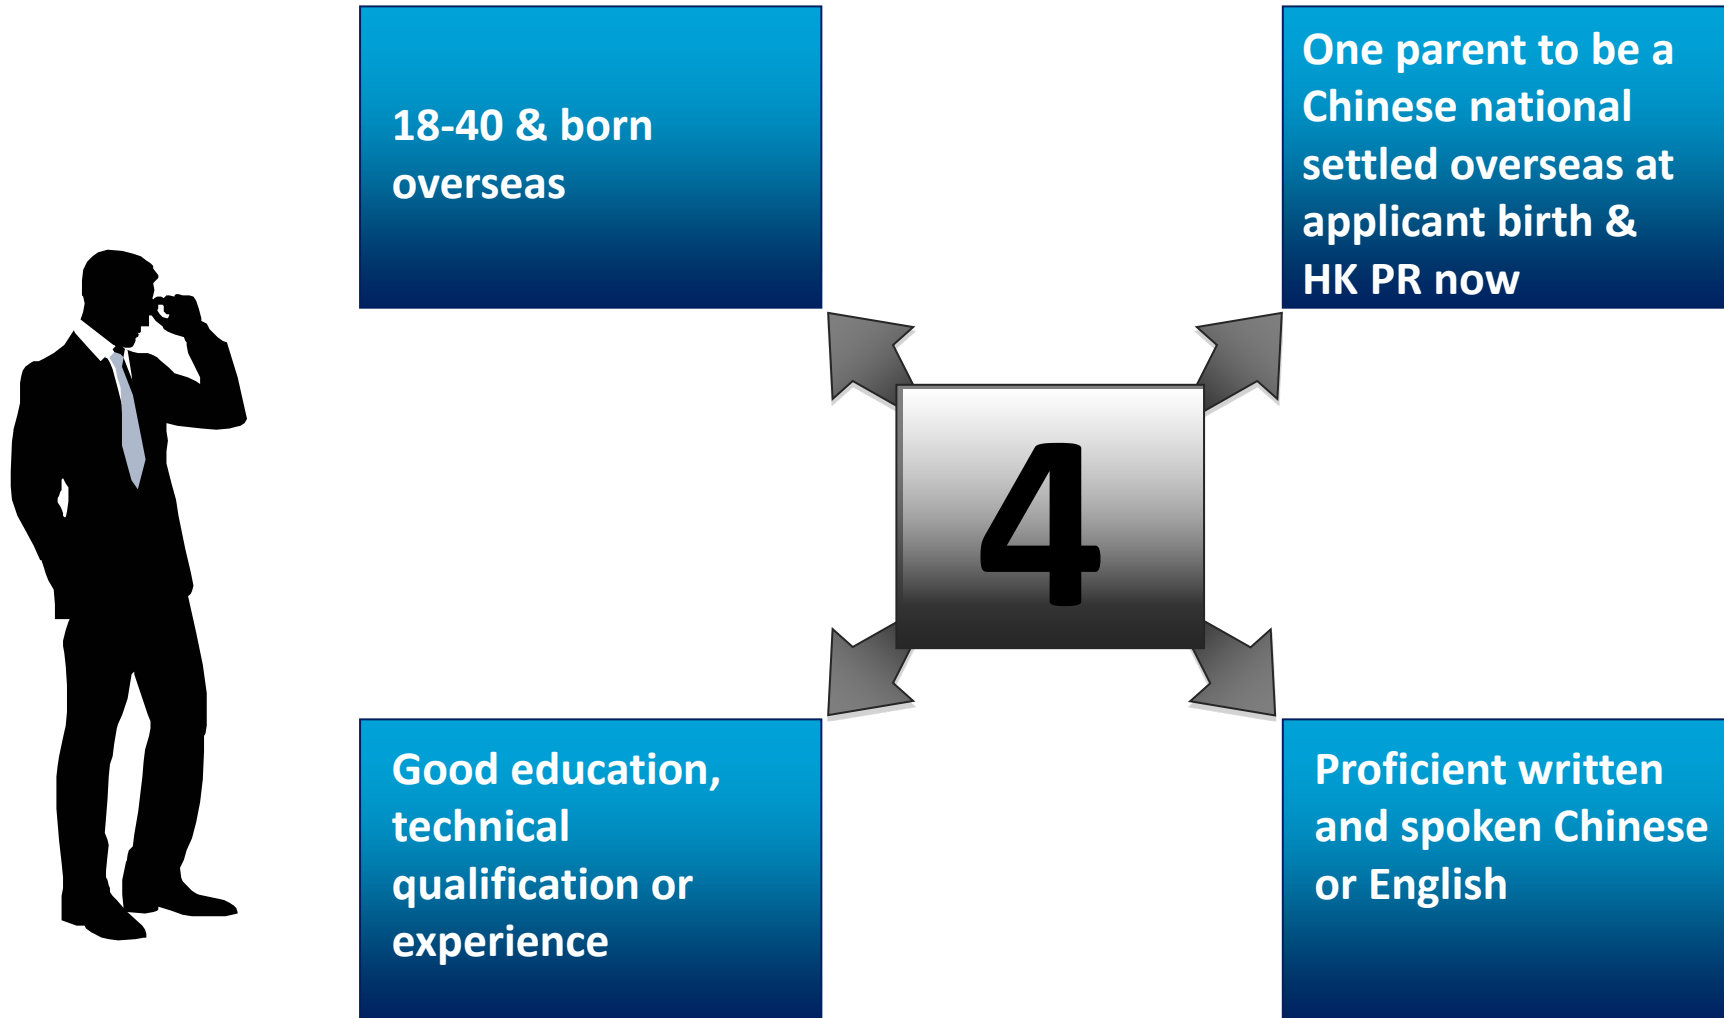 18-40 & born
overseas
One parent to be a
Chinese national
settled overseas at
applicant birth &
HK PR now
4
Good education,
technical
qualification or
experience
Proficient written
and spoken Chinese
or English